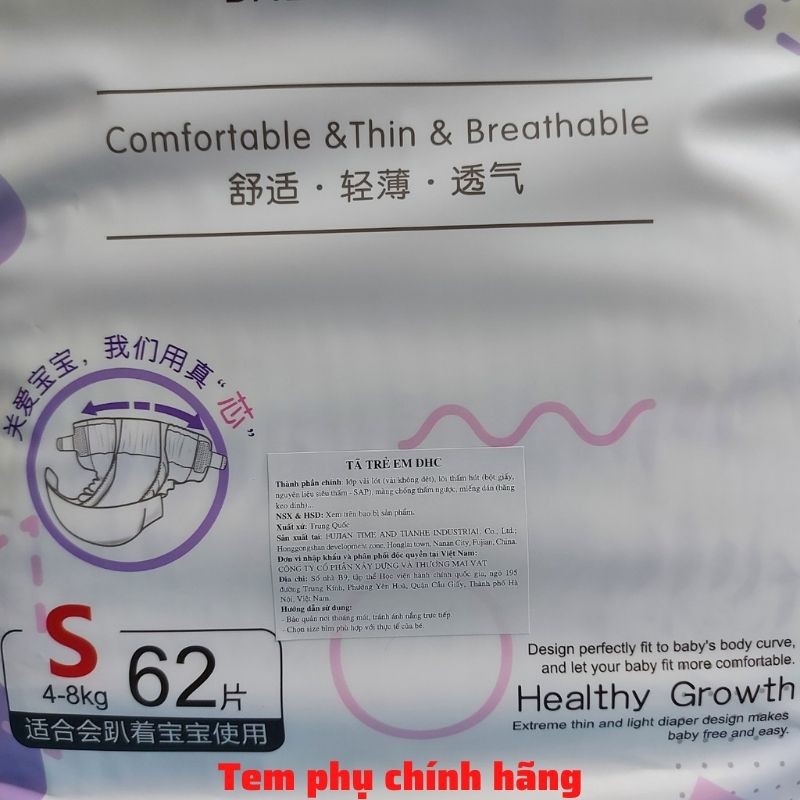 Comfortable &Thin & Breathable
舒适·轻薄·透气
关爱宝宝，我们用真“芯”
TÃ TRẺ EM DHC
Thành phần chính: lớp vải lót (vải không dệt), lõi thấm hút (bột giấy,
nguyên liệu siêu thấm - SAP), màng chống thấm ngược, miếng dán (băng
keo dính)...
NSX & HSD: Xem trên bao bì sản phẩm.
Xuất xứ: Trung Quốc
Sản xuất tại: FUJIAN TIME AND TIANHE INDUSTRIAL Co., Ltd.;
Honggongshan development zone, Honglai town, Nanan City, Fujian, China.
Đơn vị nhập khẩu và phân phối độc quyền tại Việt Nam:
CÔNG TY CỔ PHẦN XÂY DỰNG VÀ THƯƠNG MẠI VAT
Địa chỉ: Số nhà B9, tập thể Học viện hành chính quốc gia, ngõ 195
đường Trung Kính, Phường Yên Hoà, Quận Cầu Giấy, Thành phố Hà
Nội, Việt Nam.
Hướng dẫn sử dụng:
- Bảo quản nơi thoáng mát, tránh ánh nắng trực tiếp.
- Chọn size bỉm phù hợp với thực tế của bé.
S
4-8kg
62片
适合会趴着宝宝使用
Design perfectly fit to baby's body curve,
and let your baby fit more comfortable.
Healthy Growth
Extreme thin and light diaper design makes
baby free and easy.
Tem phụ chính hãng